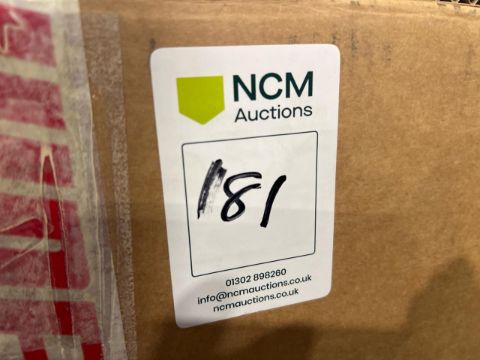 NCM
Auctions
181
01302 898260
info@ncmauctions.co.uk
ncmauctions.co.uk